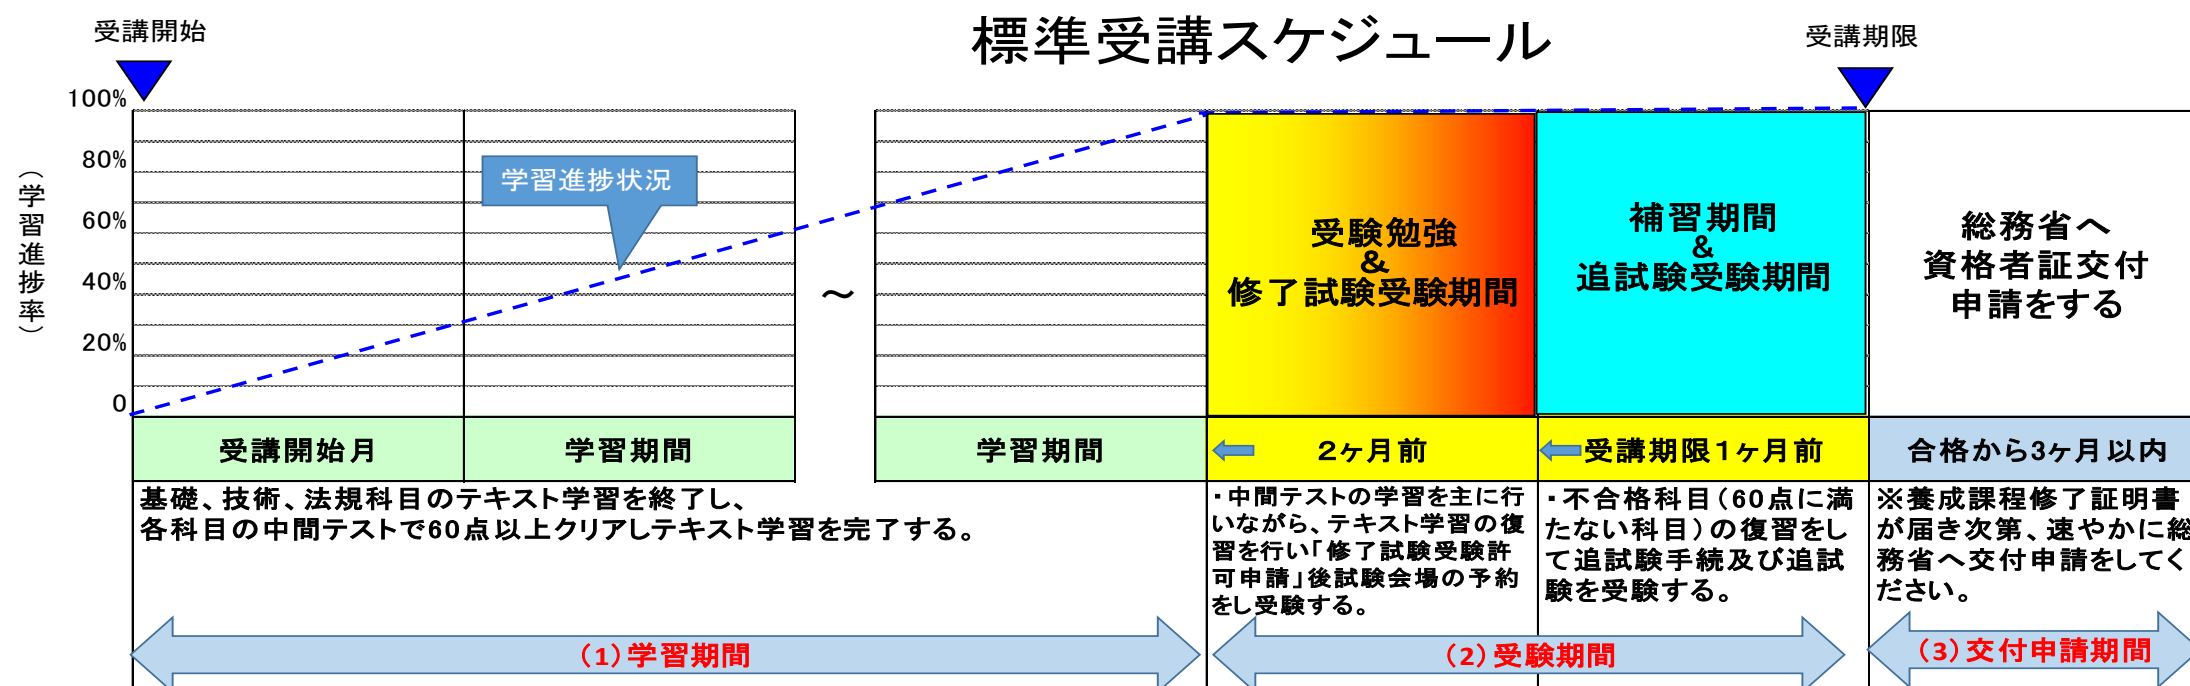 標準受講スケジュール
受講開始
受講期限
100%
80%
60%
40%
20%
0
（学習進捗率）
学習進捗状況
～
受験勉強
&
修了試験受験期間
補習期間
&
追試験受験期間
総務省へ
資格者証交付
申請をする
受講開始月
学習期間
学習期間
2ヶ月前
受講期限1ヶ月前
合格から3ヶ月以内
基礎、技術、法規科目のテキスト学習を終了し、
各科目の中間テストで60点以上クリアしテキスト学習を完了する。
・中間テストの学習を主に行
いながら、テキスト学習の復
習を行い「修了試験受験許
可申請」後試験会場の予約
をし受験する。
・不合格科目（60点に満
たない科目）の復習をし
て追試験手続及び追試
験を受験する。
※養成課程修了証明書
が届き次第、速やかに総
務省へ交付申請をしてく
ださい。
（1）学習期間
（2）受験期間
（3）交付申請期間